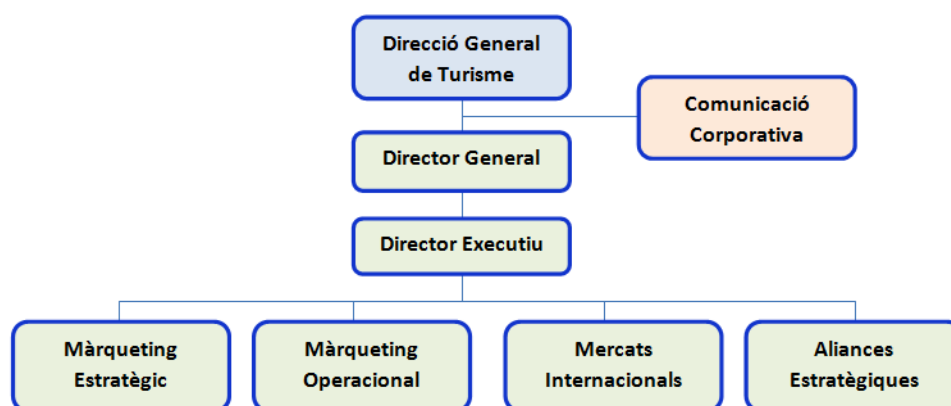 Direcció General
de Turisme
Comunicació
Corporativa
Director General
Director Executiu
Màrqueting
Estratègic
Màrqueting
Operacional
Mercats
Internacionals
Aliances
Estratègiques